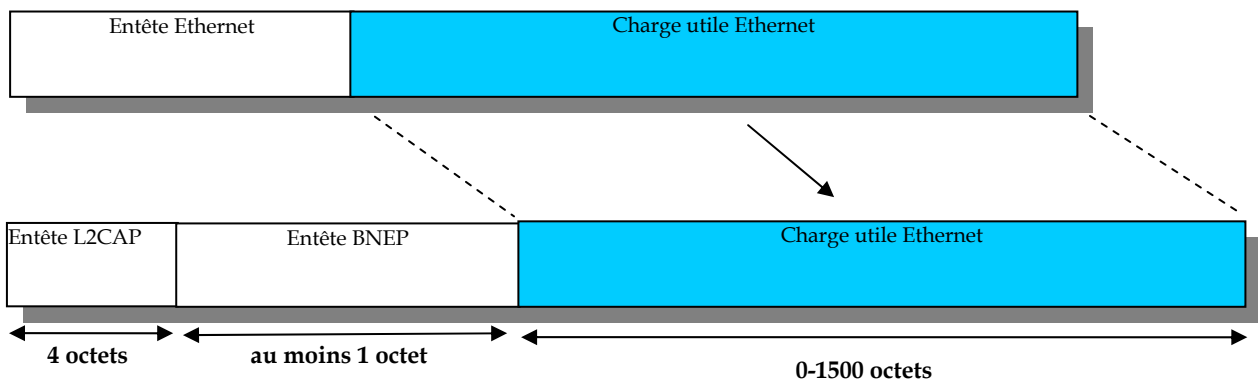 Entête Ethernet
Charge utile Ethernet
Entête L2CAP
Entête BNEP
Charge utile Ethernet
4 octets
au moins 1 octet
0-1500 octets